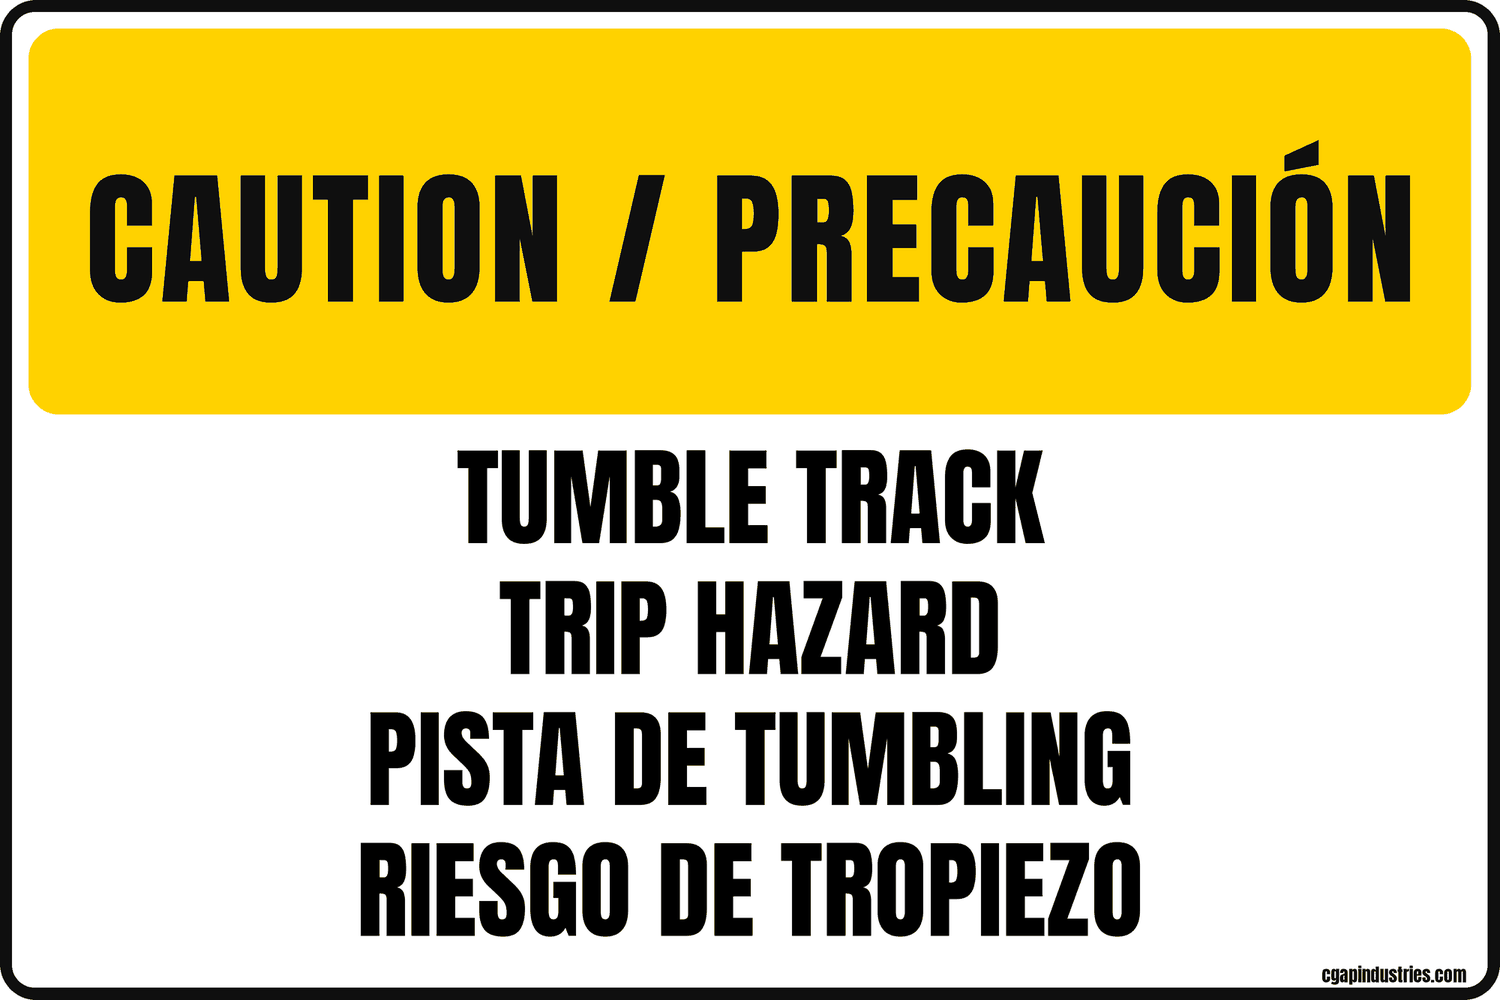 CAUTION / PRECAUCIÓN
TUMBLE TRACK
TRIP HAZARD
PISTA DE TUMBLING
RIESGO DE TROPIEZO
cgapindustries.com